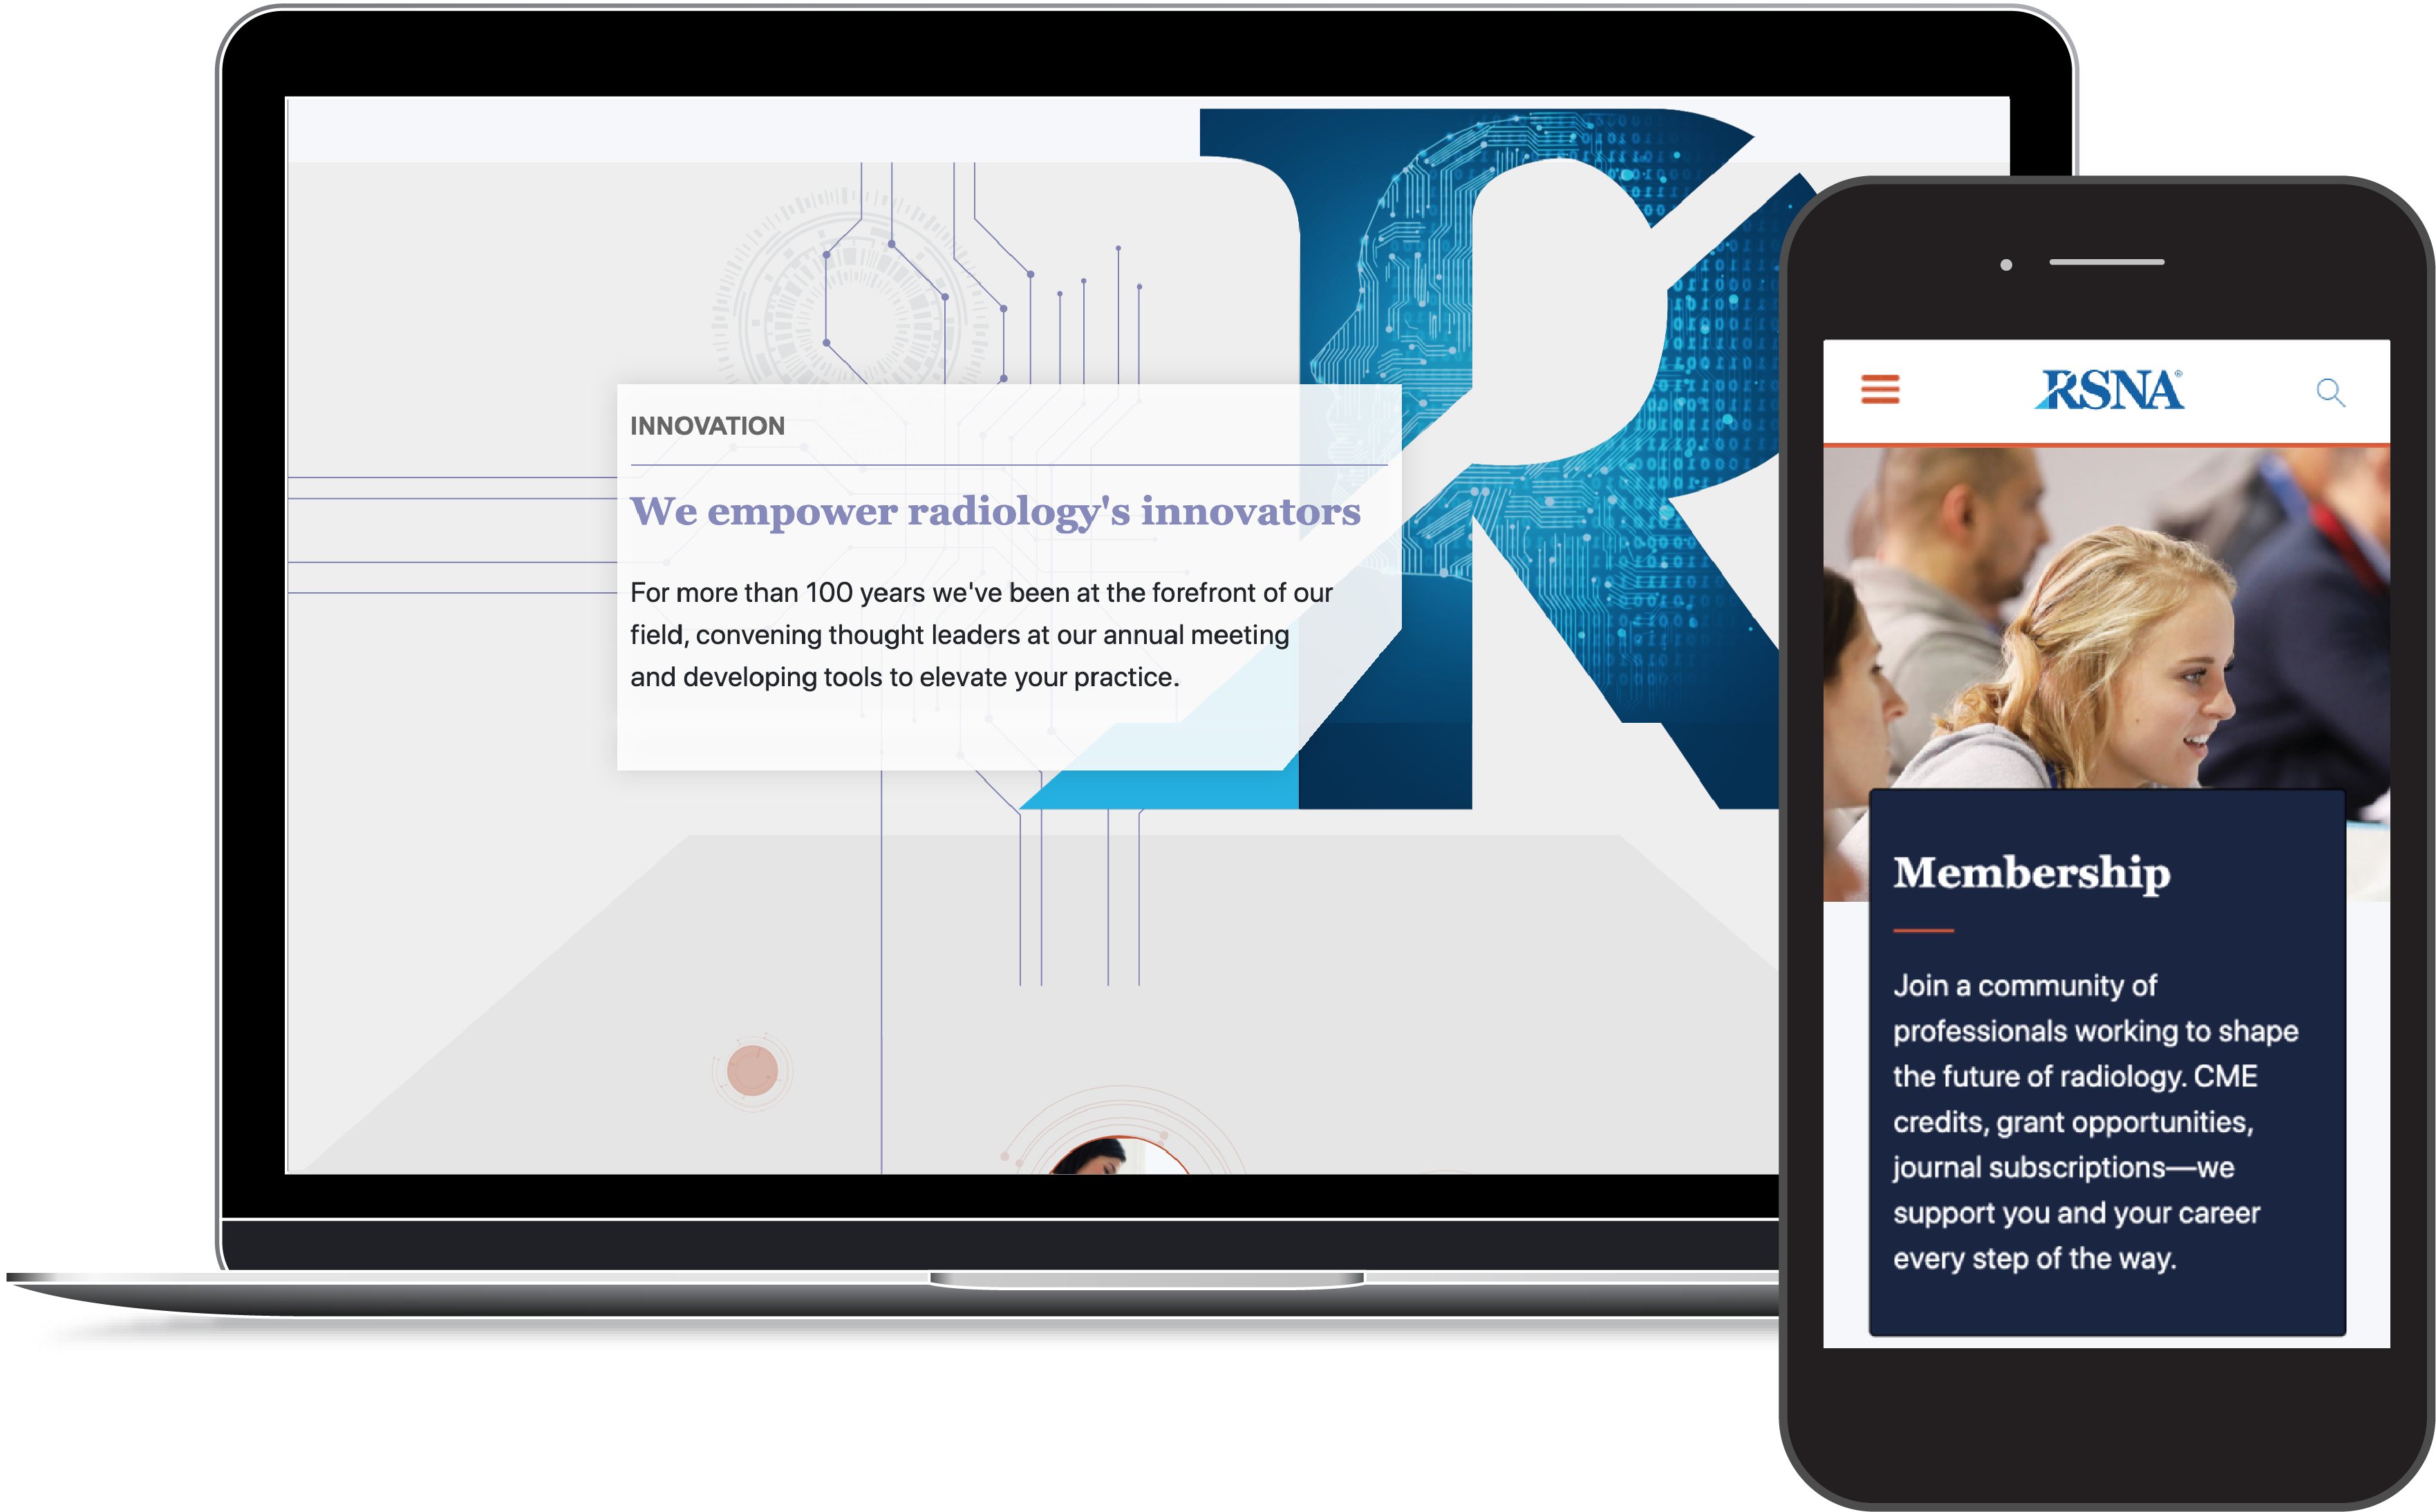 INNOVATION
We empower radiology's innovators
For more than 100 years we've been at the forefront of our
field, convening thought leaders at our annual meeting
and developing tools to elevate your practice.
RSNA®
Membership
Join a community of
professionals working to shape
the future of radiology. CME
credits, grant opportunities,
journal subscriptions—we
support you and your career
every step of the way.